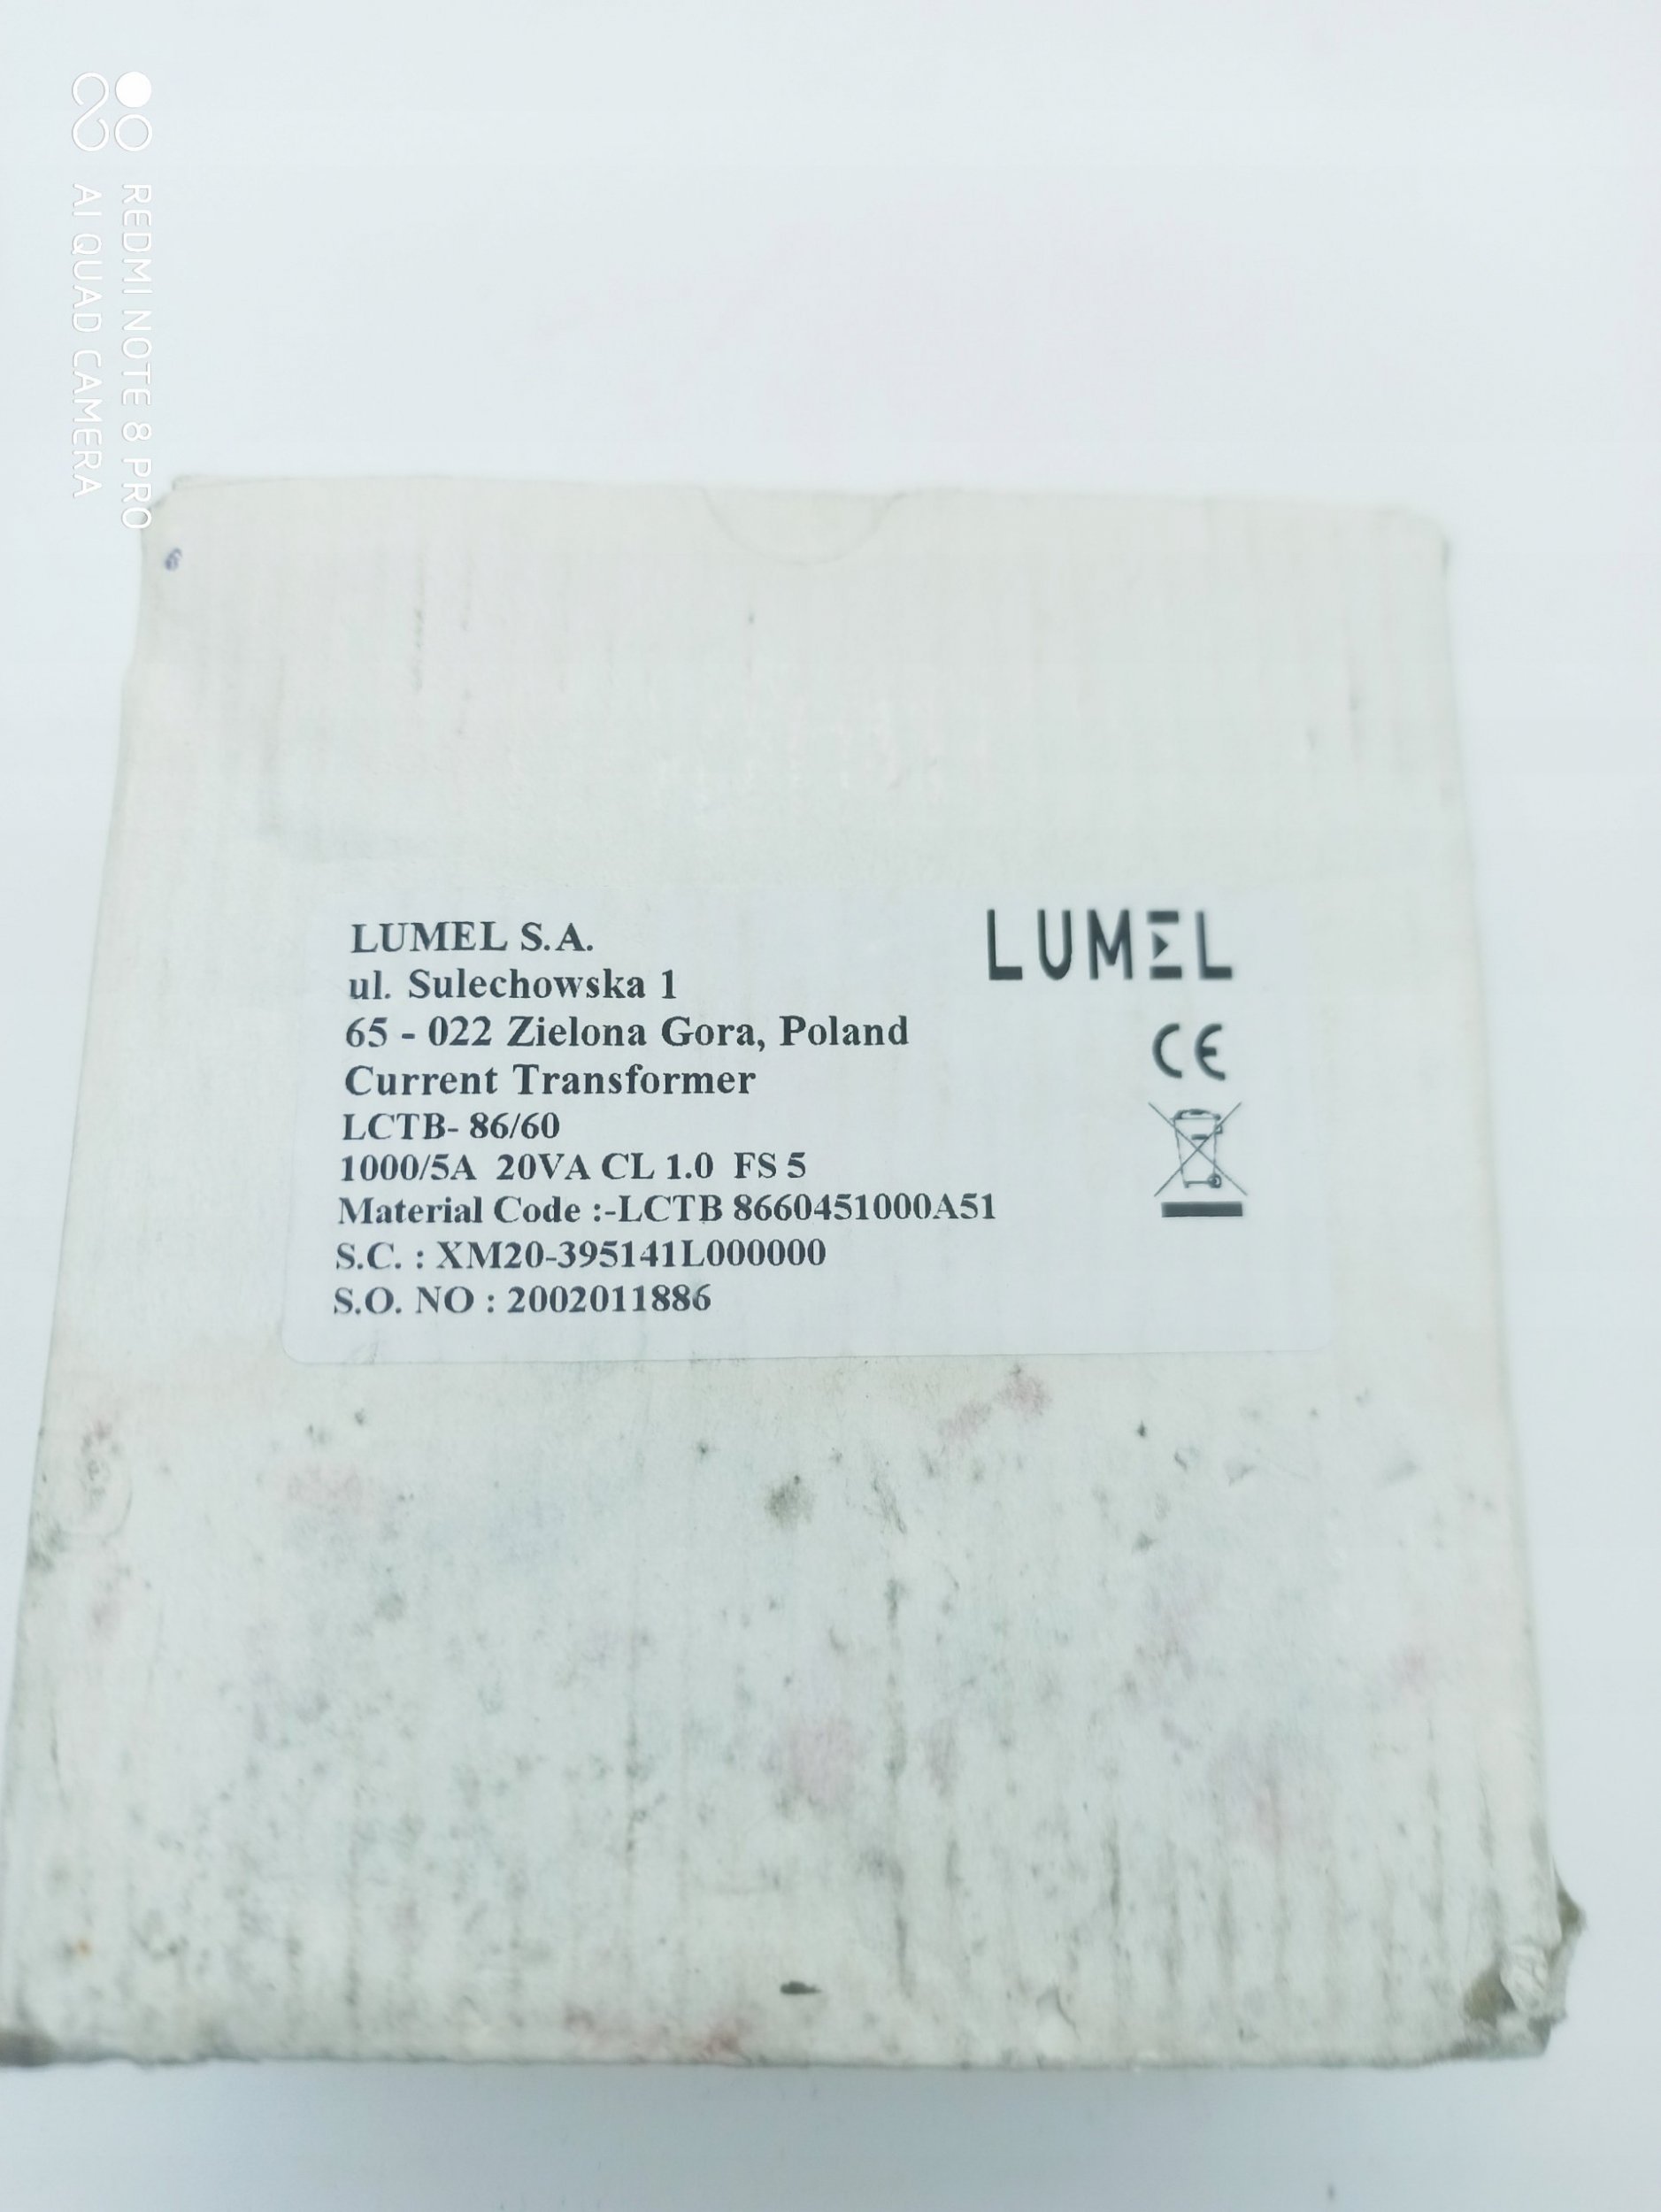 REDMI NOTE 8 PRO
AI QUAD CAMERA
6
LUMEL S.A.
ul. Sulechowska 1
65 - 022 Zielona Gora, Poland
Current Transformer
LCTB- 86/60
1000/5A 20VA CL 1.0 FS 5
Material Code :-LCTB 8660451000A51
S.C. : XM20-395141L000000
S.O. NO : 2002011886
LUMEL
CE